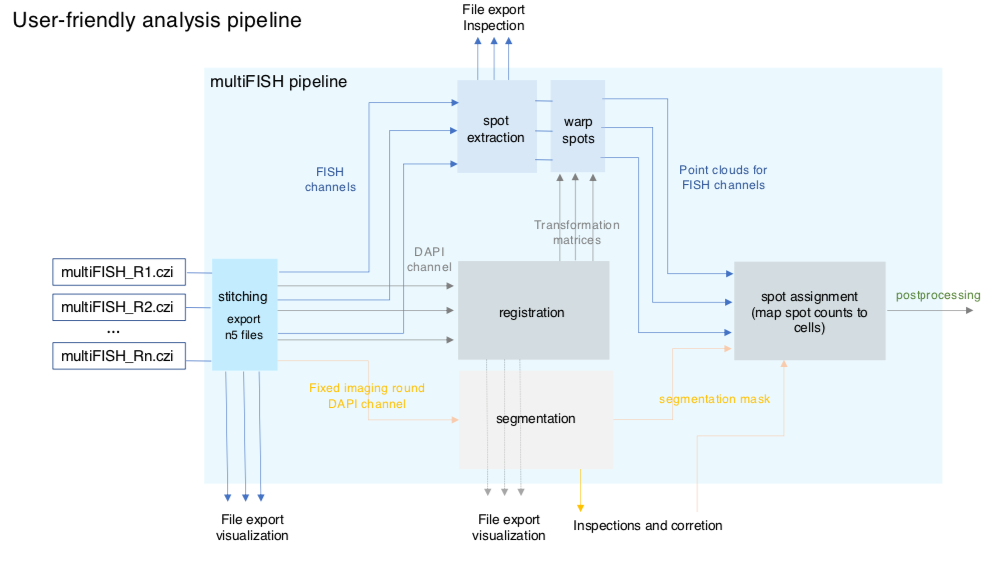 User-friendly analysis pipeline
File export
Inspection
multiFISH pipeline
spot
extraction
warp
spots
FISH
channels
Point clouds for
FISH channels
Transformation
matrices
DAPI
channel
multiFISH_R1.czi
multiFISH_R2.czi
...
multiFISH_Rn.czi
stitching
export
n5 files
registration
spot assignment
(map spot counts to
cells)
postprocessing
Fixed imaging round
DAPI channel
segmentation
segmentation mask
File export
visualization
File export
visualization
Inspections and corretion